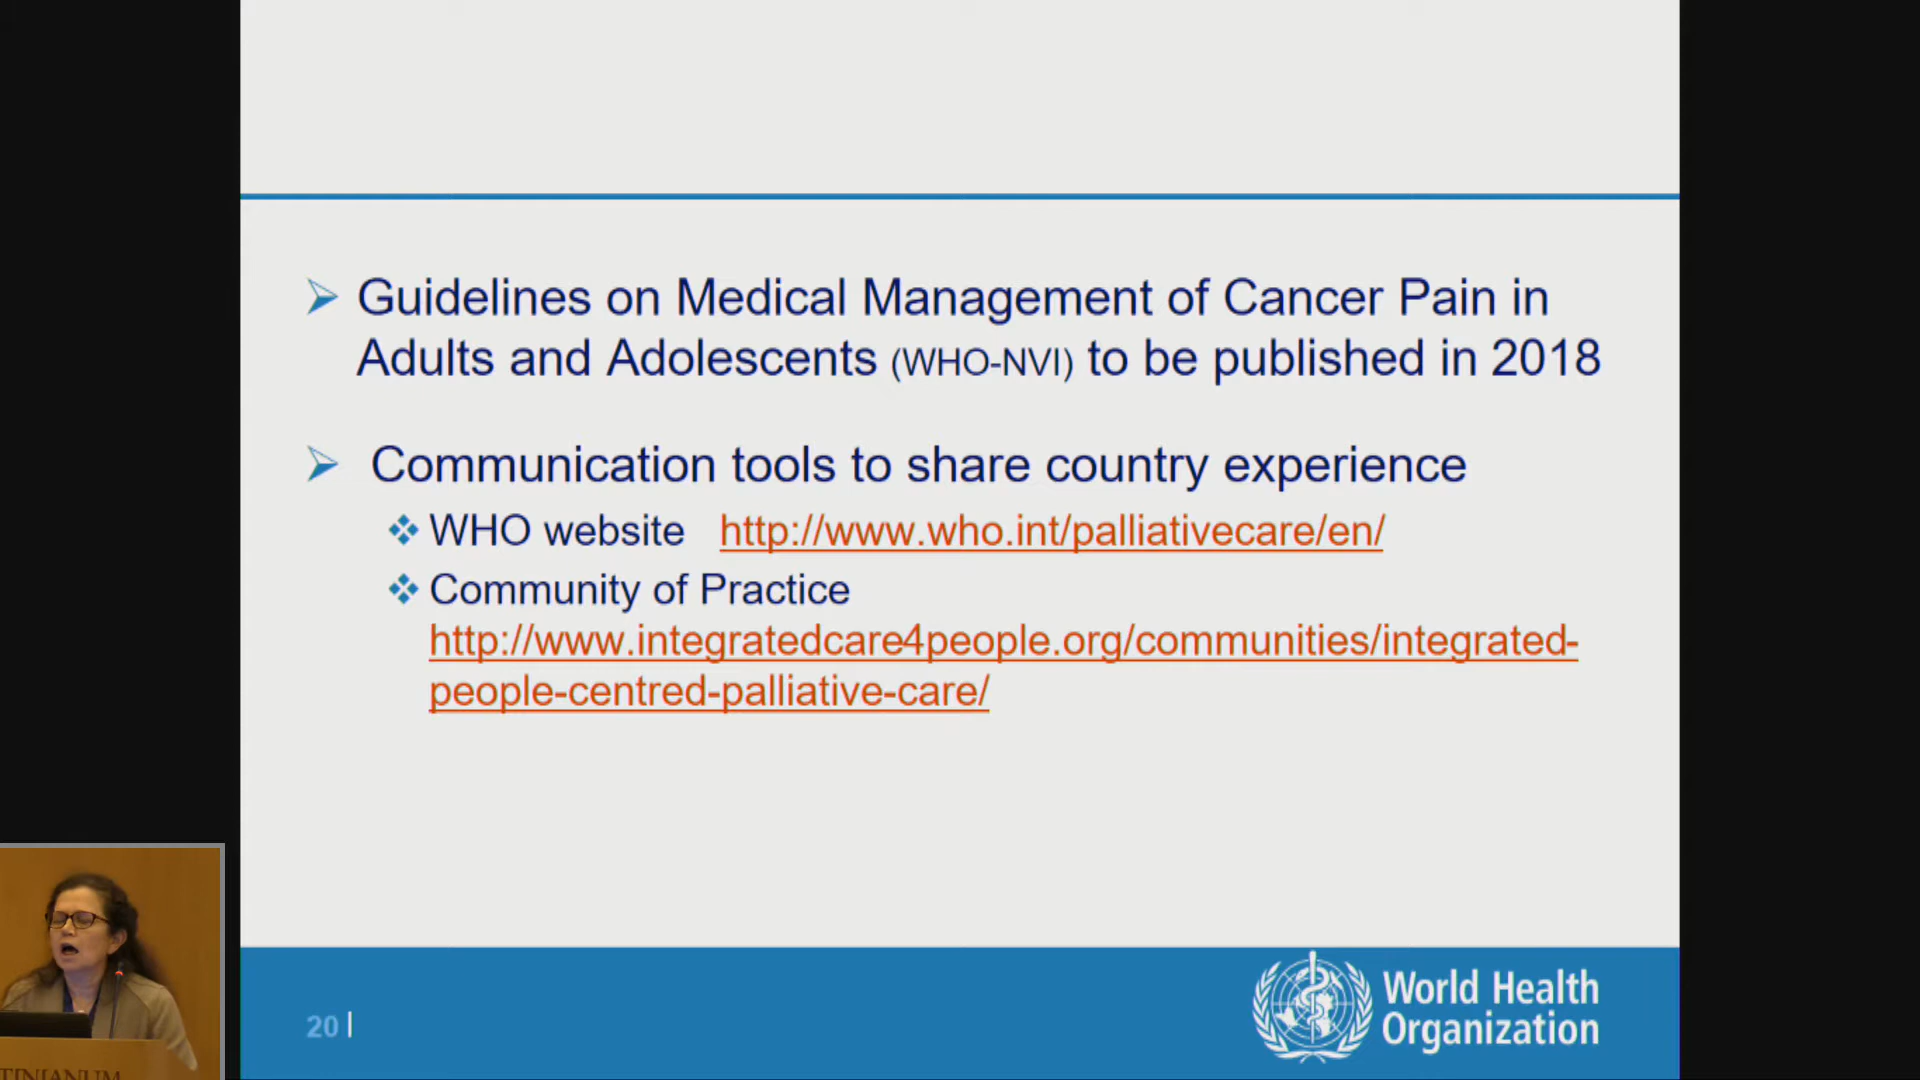 Guidelines on Medical Management of Cancer Pain in
Adults and Adolescents (WHO-NVI) to be published in 2018
Communication tools to share country experience
WHO website http://www.who.int/palliativecare/en/
Community of Practice
http://www.integratedcare4people.org/communities/integrated-
people-centred-palliative-care/
20 |
World Health
Organization
TINIANUM